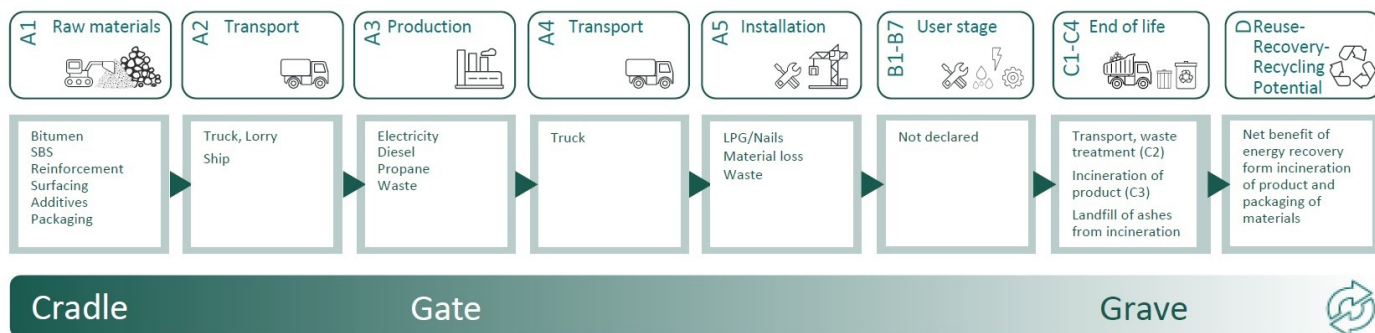 A1 Raw materials
A2 Transport
A3 Production
A4 Transport
A5 Installation
B1-B7 User stage
C1-C4 End of life
D Reuse-
Recovery-
Recycling
Potential
Bitumen
SBS
Reinforcement
Surfacing
Additives
Packaging
Truck, Lorry
Ship
Electricity
Diesel
Propane
Waste
Truck
LPG/Nails
Material loss
Waste
Not declared
Transport, waste
treatment (C2)
Incineration of
product (C3)
Landfill of ashes
from incineration
Net benefit of
energy recovery
form incineration
of product and
packaging of
materials
Cradle
Gate
Grave